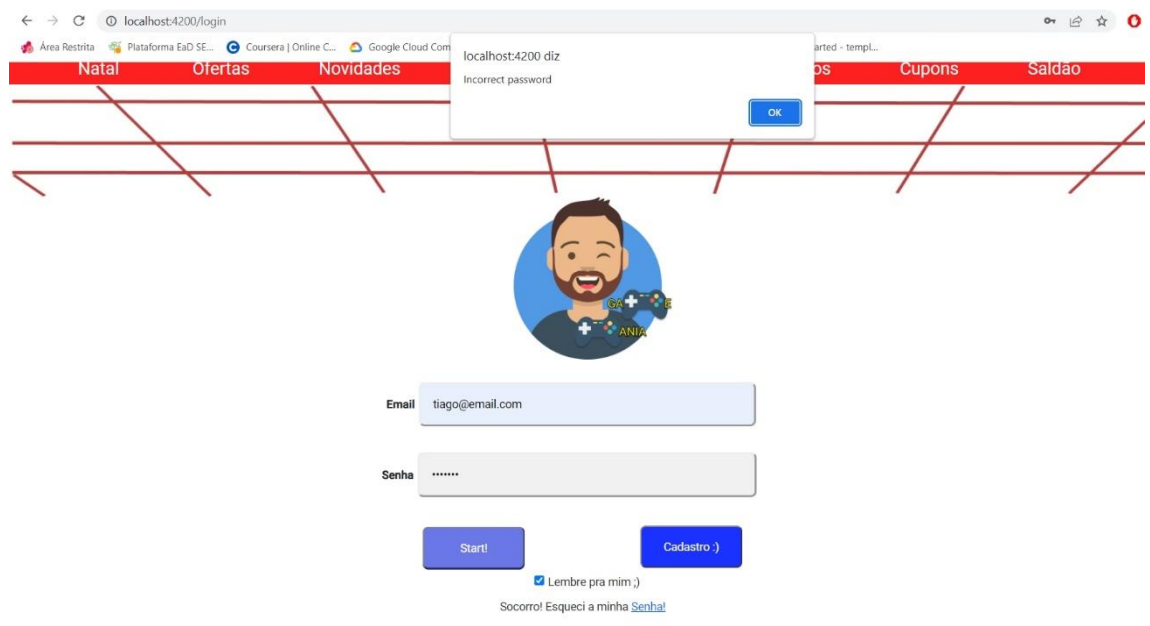 localhost:4200/login
Área Restrita Plataforma EaD SE... Coursera | Online C... Google Cloud Com arted - templ...
localhost:4200 diz
Incorrect password
OK
Natal Ofertas Novidades os Cupons Saldão
GA E
ANIA
Email tiago@email.com
Senha •••••••
Start! Cadastro :)
Lembre pra mim ;)
Socorro! Esqueci a minha Senha!